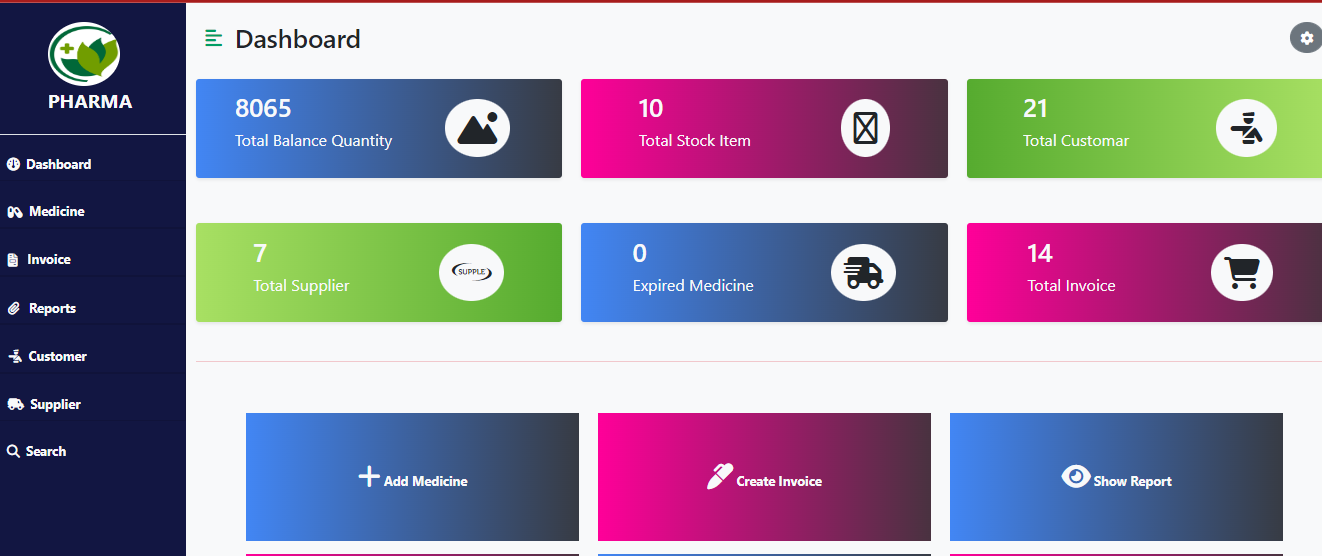 PHARMA
Dashboard
Medicine
Invoice
Reports
Customer
Supplier
Search
Dashboard
8065
Total Balance Quantity
10
Total Stock Item
21
Total Customar
7
Total Supplier
SUPPLE
0
Expired Medicine
14
Total Invoice
Add Medicine
Create Invoice
Show Report